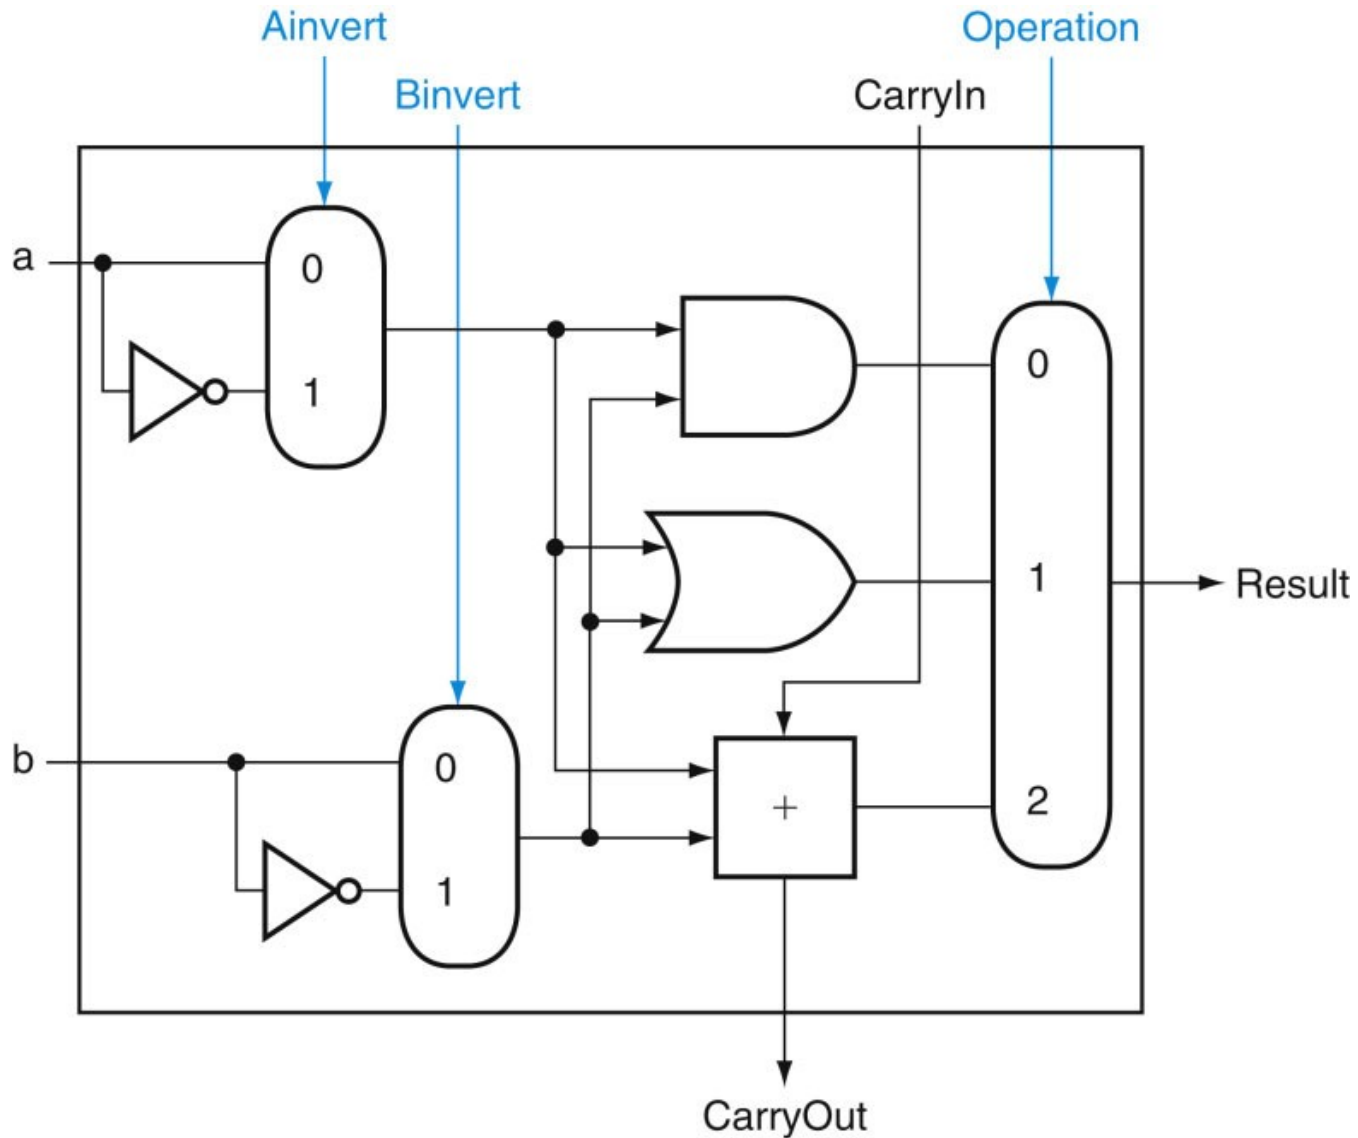 Ainvert
Operation
Binvert
CarryIn
a
0
1
0
1
Result
b
0
1
+
2
CarryOut